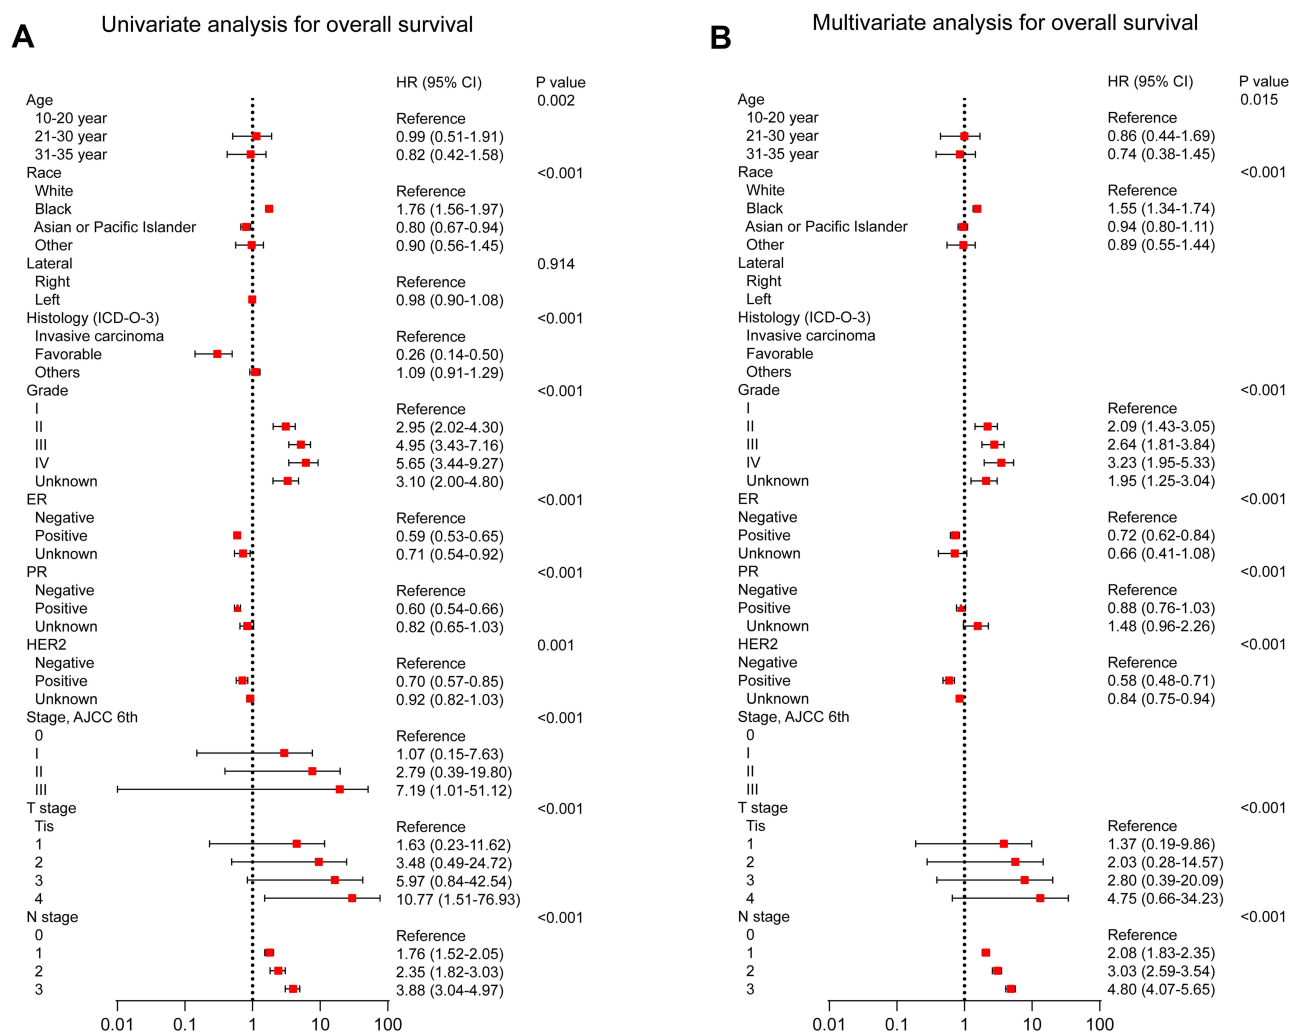 A
Univariate analysis for overall survival
HR (95% CI) P value
Age 0.002
10-20 year Reference
21-30 year 0.99 (0.51-1.91)
31-35 year 0.82 (0.42-1.58)
Race <0.001
White Reference
Black 1.76 (1.56-1.97)
Asian or Pacific Islander 0.80 (0.67-0.94)
Other 0.90 (0.56-1.45)
Lateral 0.914
Right Reference
Left 0.98 (0.90-1.08)
Histology (ICD-O-3) <0.001
Invasive carcinoma Reference
Favorable 0.26 (0.14-0.50)
Others 1.09 (0.91-1.29)
Grade <0.001
I Reference
II 2.95 (2.02-4.30)
III 4.95 (3.43-7.16)
IV 5.65 (3.44-9.27)
Unknown 3.10 (2.00-4.80)
ER <0.001
Negative Reference
Positive 0.59 (0.53-0.65)
Unknown 0.71 (0.54-0.92)
PR <0.001
Negative Reference
Positive 0.60 (0.54-0.66)
Unknown 0.82 (0.65-1.03)
HER2 0.001
Negative Reference
Positive 0.70 (0.57-0.85)
Unknown 0.92 (0.82-1.03)
Stage, AJCC 6th <0.001
0 Reference
I 1.07 (0.15-7.63)
II 2.79 (0.39-19.80)
III 7.19 (1.01-51.12)
T stage <0.001
Tis Reference
1 1.63 (0.23-11.62)
2 3.48 (0.49-24.72)
3 5.97 (0.84-42.54)
4 10.77 (1.51-76.93)
N stage <0.001
0 Reference
1 1.76 (1.52-2.05)
2 2.35 (1.82-3.03)
3 3.88 (3.04-4.97)
0.01 0.1 1 10 100
B
Multivariate analysis for overall survival
HR (95% CI) P value
Age 0.015
10-20 year Reference
21-30 year 0.86 (0.44-1.69)
31-35 year 0.74 (0.38-1.45)
Race <0.001
White Reference
Black 1.55 (1.34-1.74)
Asian or Pacific Islander 0.94 (0.80-1.11)
Other 0.89 (0.55-1.44)
Lateral
Right
Left
Histology (ICD-O-3)
Invasive carcinoma
Favorable
Others
Grade <0.001
I Reference
II 2.09 (1.43-3.05)
III 2.64 (1.81-3.84)
IV 3.23 (1.95-5.33)
Unknown 1.95 (1.25-3.04)
ER <0.001
Negative Reference
Positive 0.72 (0.62-0.84)
Unknown 0.66 (0.41-1.08)
PR <0.001
Negative Reference
Positive 0.88 (0.76-1.03)
Unknown 1.48 (0.96-2.26)
HER2 <0.001
Negative Reference
Positive 0.58 (0.48-0.71)
Unknown 0.84 (0.75-0.94)
Stage, AJCC 6th
0
I
II
III
T stage <0.001
Tis Reference
1 1.37 (0.19-9.86)
2 2.03 (0.28-14.57)
3 2.80 (0.39-20.09)
4 4.75 (0.66-34.23)
N stage <0.001
0 Reference
1 2.08 (1.83-2.35)
2 3.03 (2.59-3.54)
3 4.80 (4.07-5.65)
0.01 0.1 1 10 100